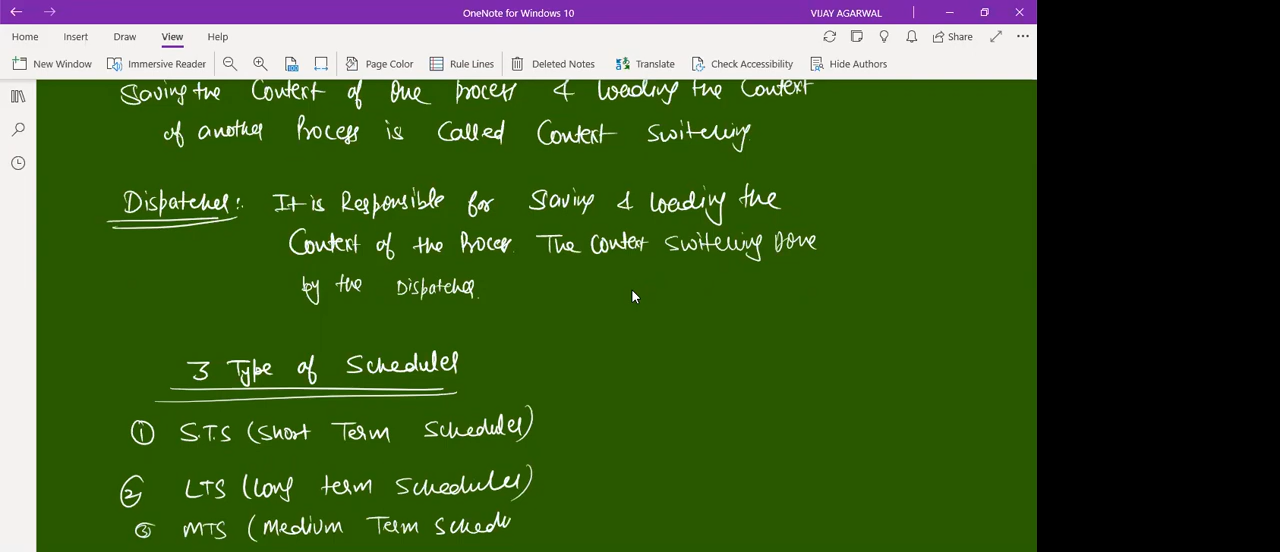 OneNote for Windows 10
VIJAY AGARWAL
Home Insert Draw View Help
Share
New Window Immersive Reader Page Color Rule Lines Deleted Notes Translate Check Accessibility Hide Authors
Saving the Context of One Process & Loading the Context
of another Process is Called Context Switering
Dispatcher: It is Responsible for Saving & Loading the
Context of the Process. The Context Switering Done
by the Dispatcher.
3 Type of Scheduler
① S.T.S (Short Term Scheduler)
② LTS (Long term Scheduler)
③ MTS (Medium Term Schedu